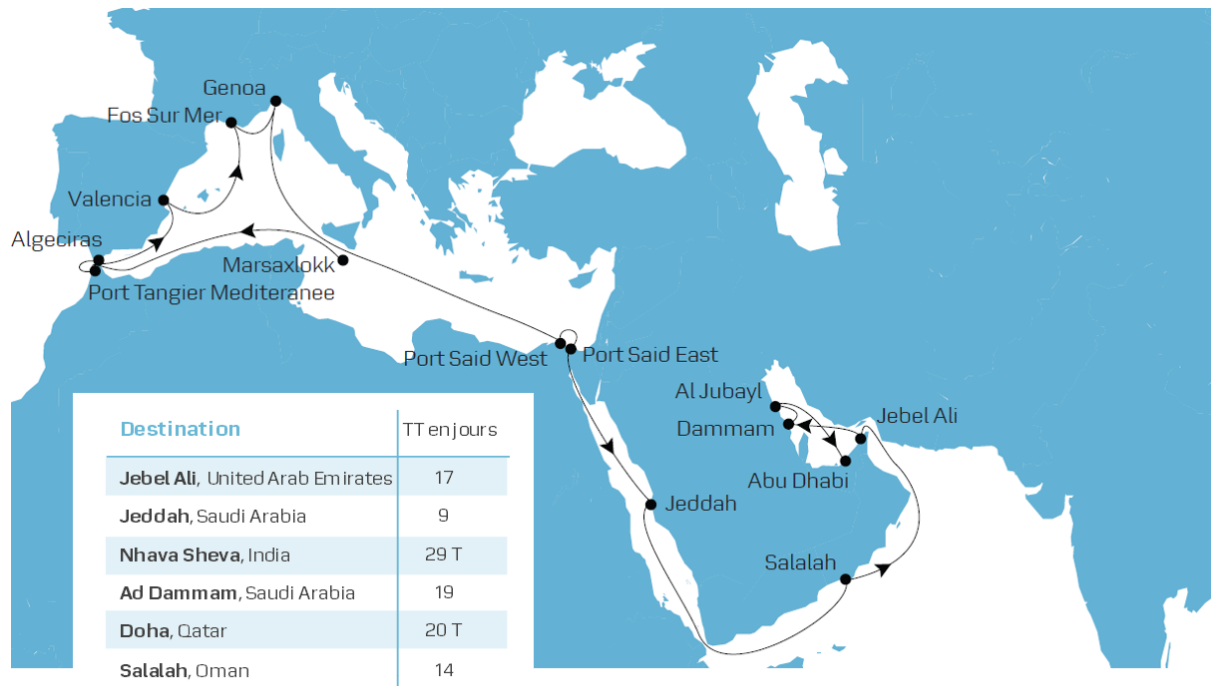 Genoa
Fos Sur Mer
Valencia
Algeciras
Marsaxlokk
Port Tangier Mediteranee
Port Said West
Port Said East
Al Jubayl
Jebel Ali
Dammam
Abu Dhabi
Jeddah
Salalah
Destination TT en jours
Jebel Ali, United Arab Emirates 17
Jeddah, Saudi Arabia 9
Nhava Sheva, India 29 T
Ad Dammam, Saudi Arabia 19
Doha, Qatar 20 T
Salalah, Oman 14